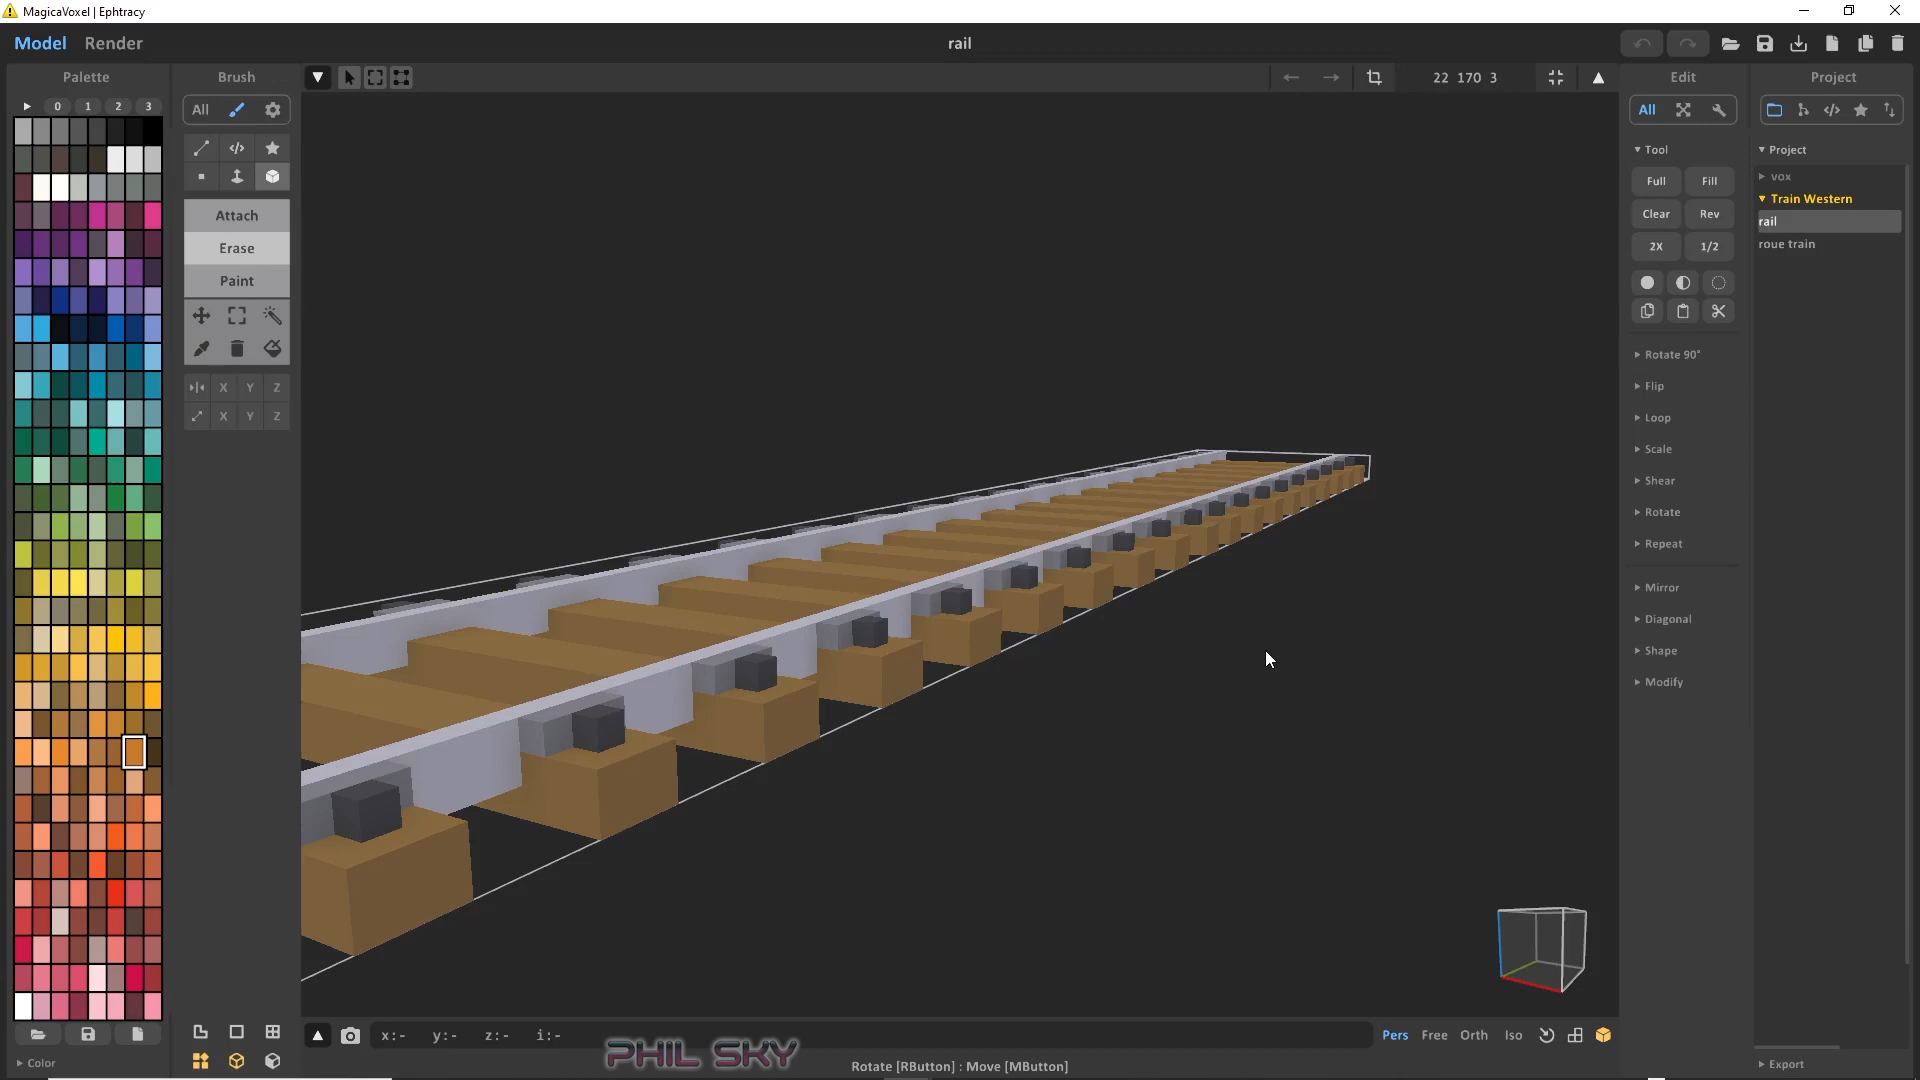 MagicaVoxel | Ephtracy
Model Render
rail
Palette
Brush
22 170 3
Edit
Project
0 1 2 3
All
All
Tool
Project
Full Fill
vox
Attach
Clear Rev
Train Western
rail
Erase
2X 1/2
roue train
Paint
X Y Z
X Y Z
Rotate 90°
Flip
Loop
Scale
Shear
Rotate
Repeat
Mirror
Diagonal
Shape
Modify
x:- y:- z:- i:-
Pers Free Orth Iso
PHIL SKY
Color
Rotate [RButton] : Move [MButton]
Export